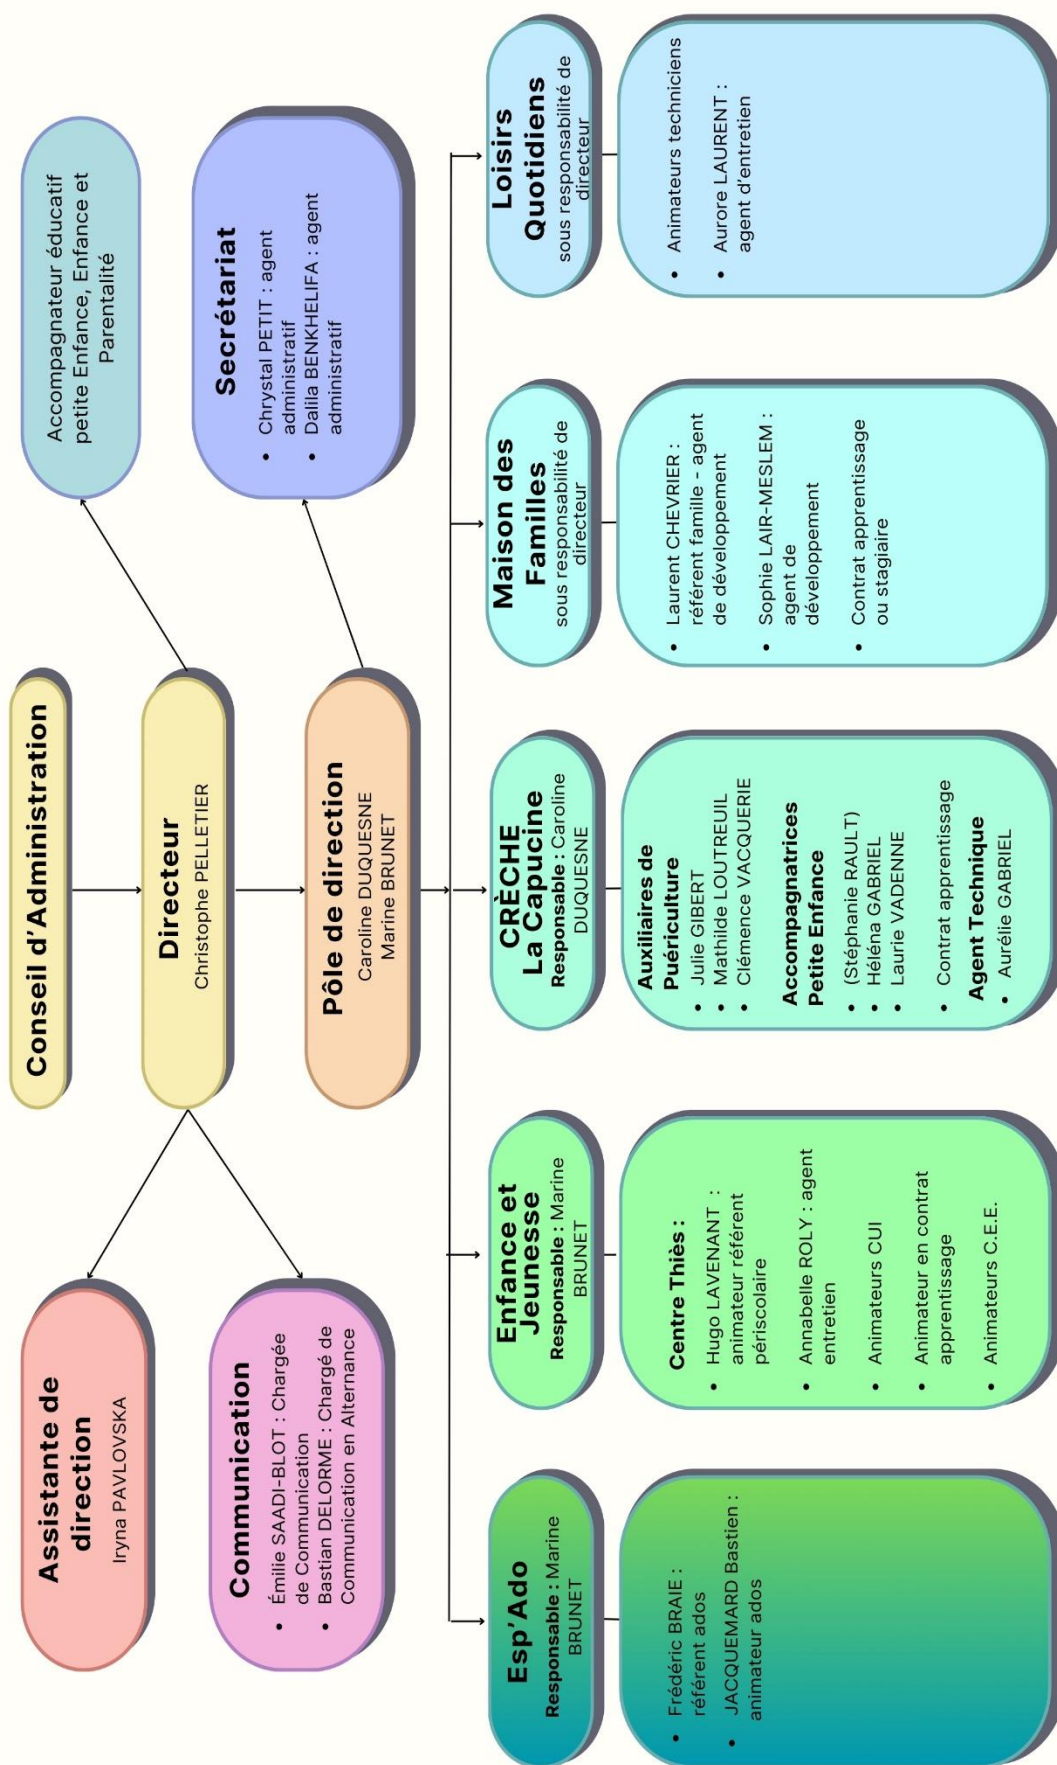 Conseil d'Administration
Directeur
Christophe PELLETIER
Pôle de direction
Caroline DUQUESNE
Marine BRUNET
Assistante de
direction
Iryna PAVLOVSKA
Communication
• Émilie SAADI-BLOT : Chargée
de Communication
• Bastian DELORME : Chargé de
Communication en Alternance
Accompagnateur éducatif
petite Enfance, Enfance et
Parentalité
Secrétariat
• Chrystal PETIT : agent
administratif
• Dalila BENKHELIFA : agent
administratif
Esp'Ado
Responsable : Marine
BRUNET
• Frédéric BRAIE :
référent ados
• JACQUEMARD Bastien :
animateur ados
Enfance et
Jeunesse
Responsable : Marine
BRUNET
Centre Thiès :
• Hugo LAVENANT :
animateur référent
périscolaire
• Annabelle ROLY : agent
entretien
• Animateurs CUI
• Animateur en contrat
apprentissage
• Animateurs C.E.E.
CRÈCHE
La Capucine
Responsable : Caroline
DUQUESNE
Auxiliaires de
Puériculture
• Julie GIBERT
• Mathilde LOUTREUIL
• Clémence VACQUERIE
Accompagnatrices
Petite Enfance
• (Stéphanie RAULT)
• Héléna GABRIEL
• Laurie VADENNE
• Contrat apprentissage
Agent Technique
• Aurélie GABRIEL
Maison des
Familles
sous responsabilité de
directeur
• Laurent CHEVRIER :
référent famille - agent
de développement
• Sophie LAIR-MESLEM :
agent de
développement
• Contrat apprentissage
ou stagiaire
Loisirs
Quotidiens
sous responsabilité de
directeur
• Animateurs techniciens
• Aurore LAURENT :
agent d'entretien